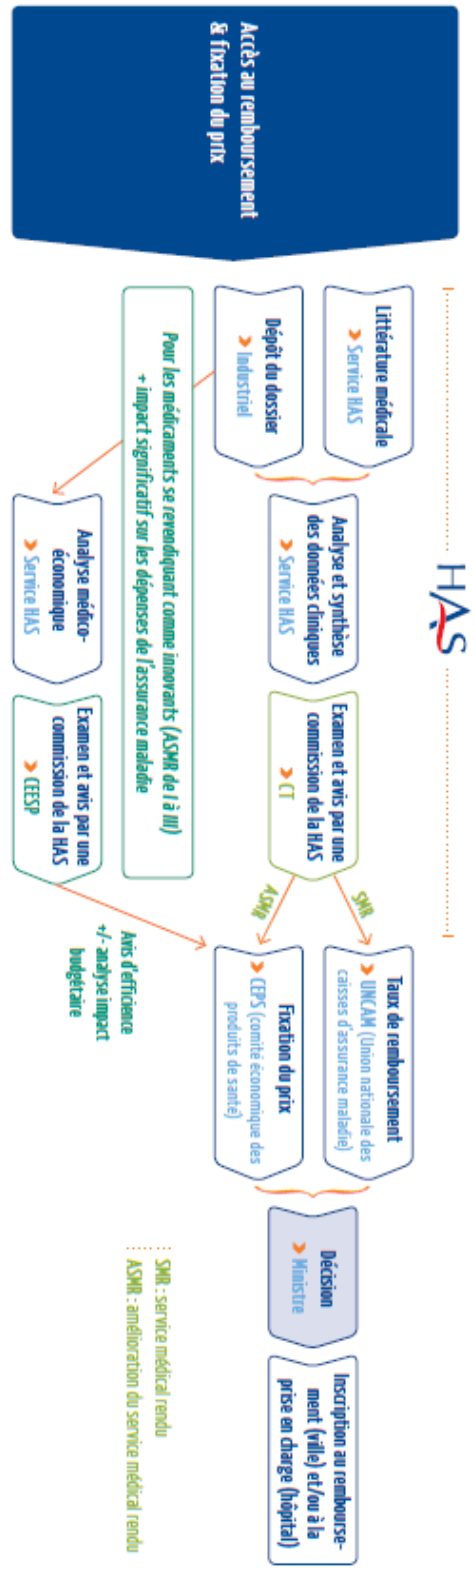 Accès au remboursement
& fixation du prix
HAS
Littérature médicale
> Service HAS
Dépôt du dossier
> Industriel
Pour les médicaments se revendiquant comme innovants (ASMR de I à III)
+ impact significatif sur les dépenses de l'assurance maladie
Analyse et synthèse
des données cliniques
> Service HAS
Analyse médico-
économique
> Service HAS
Examen et avis par une
commission de la HAS
> CT
Examen et avis par une
commission de la HAS
> CEESP
SMR
ASMR
Avis d'efficience
+/- analyse impact
budgétaire
Taux de remboursement
> UNCAM (Union nationale des
caisses d'assurance maladie)
Fixation du prix
> CEPS (comité économique des
produits de santé)
Décision
> Ministre
Inscription au rembourse-
ment (ville) et/ou à la
prise en charge (hôpital)
SMR : service médical rendu
ASMR : amélioration du service médical rendu